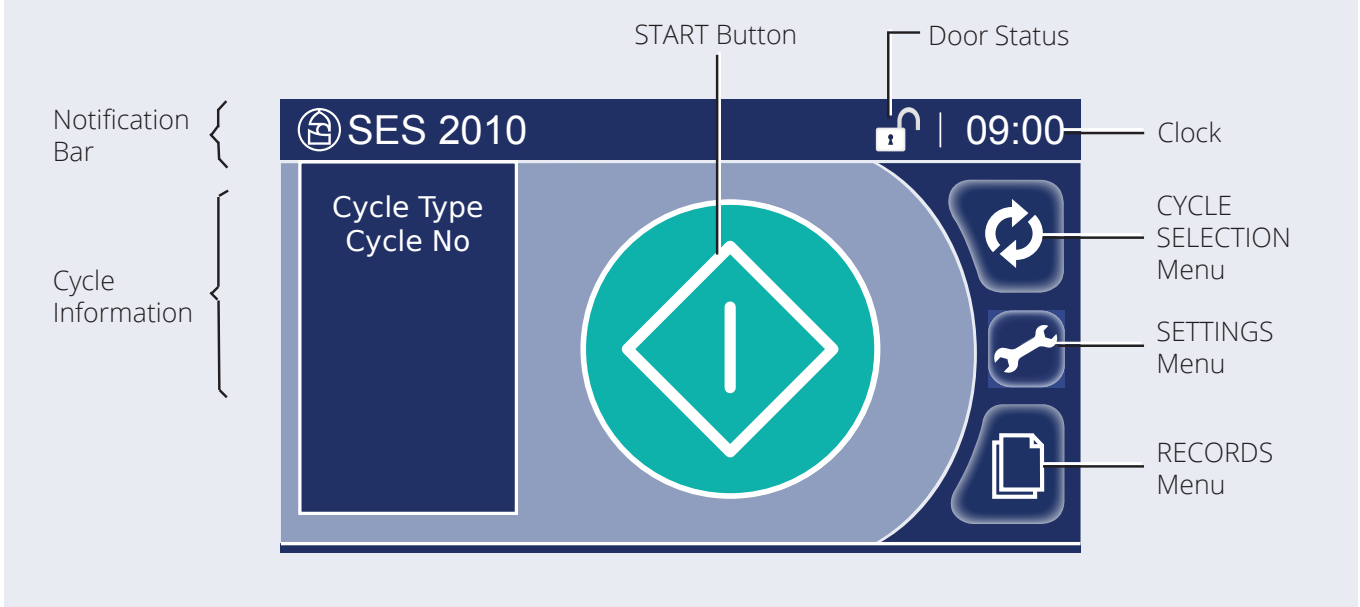 START Button
Door Status
Notification
Bar
SES 2010
09:00
Clock
Cycle Type
Cycle No
Cycle
Information
CYCLE
SELECTION
Menu
SETTINGS
Menu
RECORDS
Menu